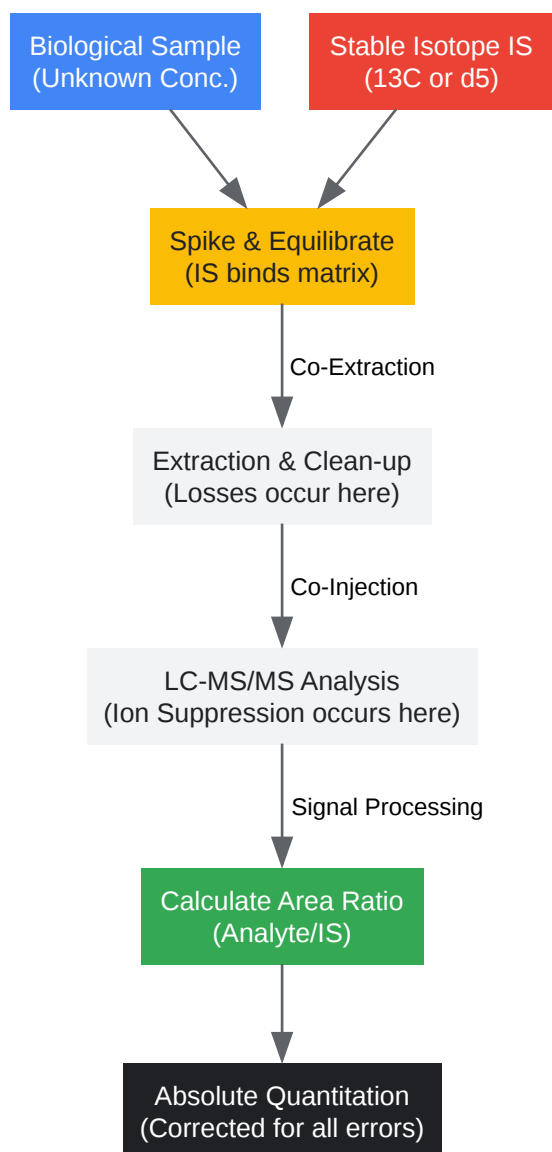 Biological Sample
(Unknown Conc.)
Stable Isotope IS
(13C or d5)
Spike & Equilibrate
(IS binds matrix)
Co-Extraction
Extraction & Clean-up
(Losses occur here)
Co-Injection
LC-MS/MS Analysis
(Ion Suppression occurs here)
Signal Processing
Calculate Area Ratio
(Analyte/IS)
Absolute Quantitation
(Corrected for all errors)